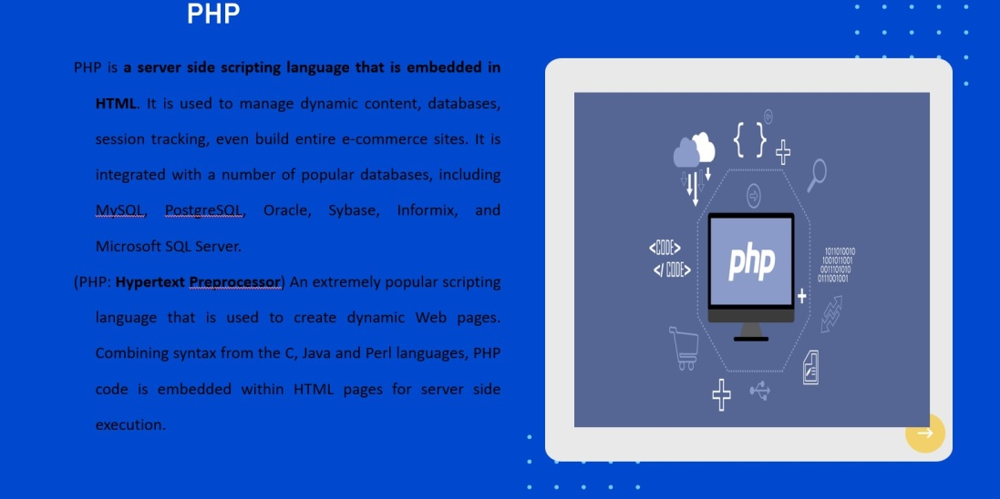 PHP
PHP is a server side scripting language that is embedded in
HTML. It is used to manage dynamic content, databases,
session tracking, even build entire e-commerce sites. It is
integrated with a number of popular databases, including
MySQL, PostgreSQL, Oracle, Sybase, Informix, and
Microsoft SQL Server.
(PHP: Hypertext Preprocessor) An extremely popular scripting
language that is used to create dynamic Web pages.
Combining syntax from the C, Java and Perl languages, PHP
code is embedded within HTML pages for server side
execution.
{ }
<CODE>
</ CODE>
php
1011010010
1001011001
0011101010
0111001001